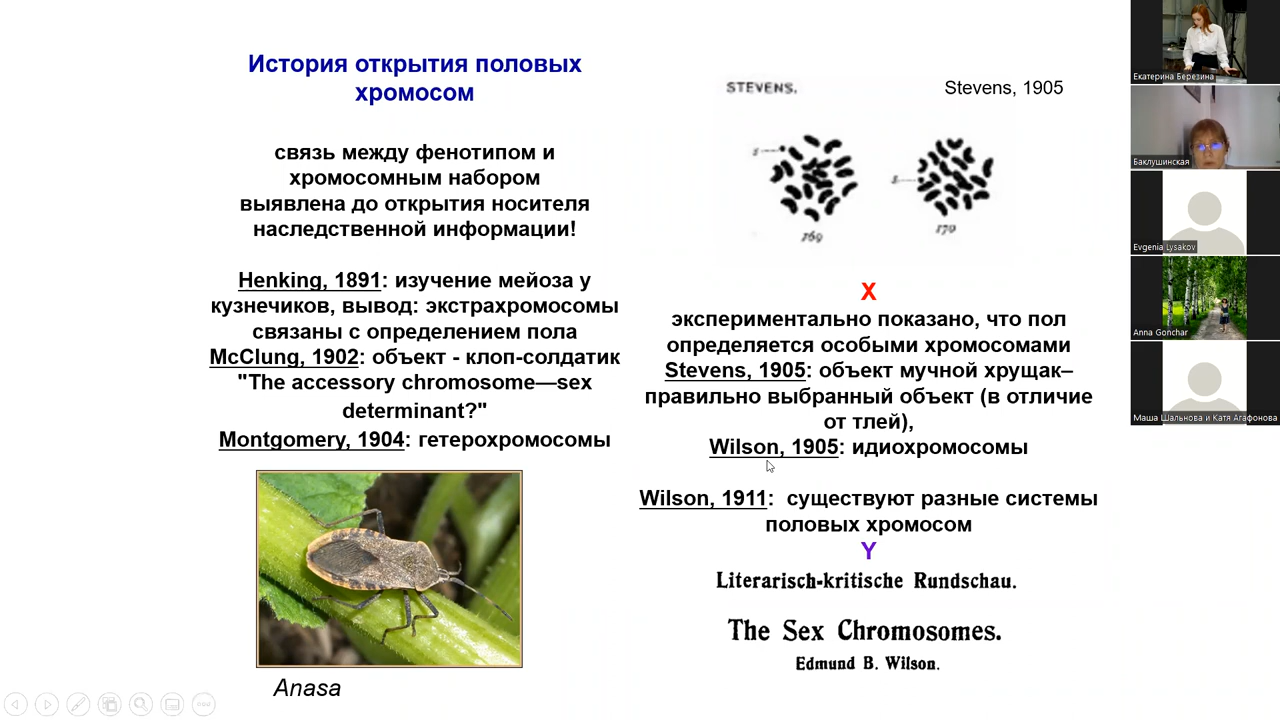 История открытия половых
хромосом
связь между фенотипом и
хромосомным набором
выявлена до открытия носителя
наследственной информации!
Henking, 1891: изучение мейоза у
кузнечиков, вывод: экстрахромосомы
связаны с определением пола
McClung, 1902: объект - клоп-солдатик
"The accessory chromosome—sex
determinant?"
Montgomery, 1904: гетерохромосомы
Anasa
STEVENS.
Stevens, 1905
169
170
X
экспериментально показано, что пол
определяется особыми хромосомами
Stevens, 1905: объект мучной хрущак–
правильно выбранный объект (в отличие
от тлей),
Wilson, 1905: идиохромосомы
Wilson, 1911: существуют разные системы
половых хромосом
Y
Literarisch-kritische Rundschau.
The Sex Chromosomes.
Edmund B. Wilson.
Екатерина Березина
Баклушинская
Evgenia Lysakov
Anna Gonchar
Маша Шальнова и Катя Агафонова